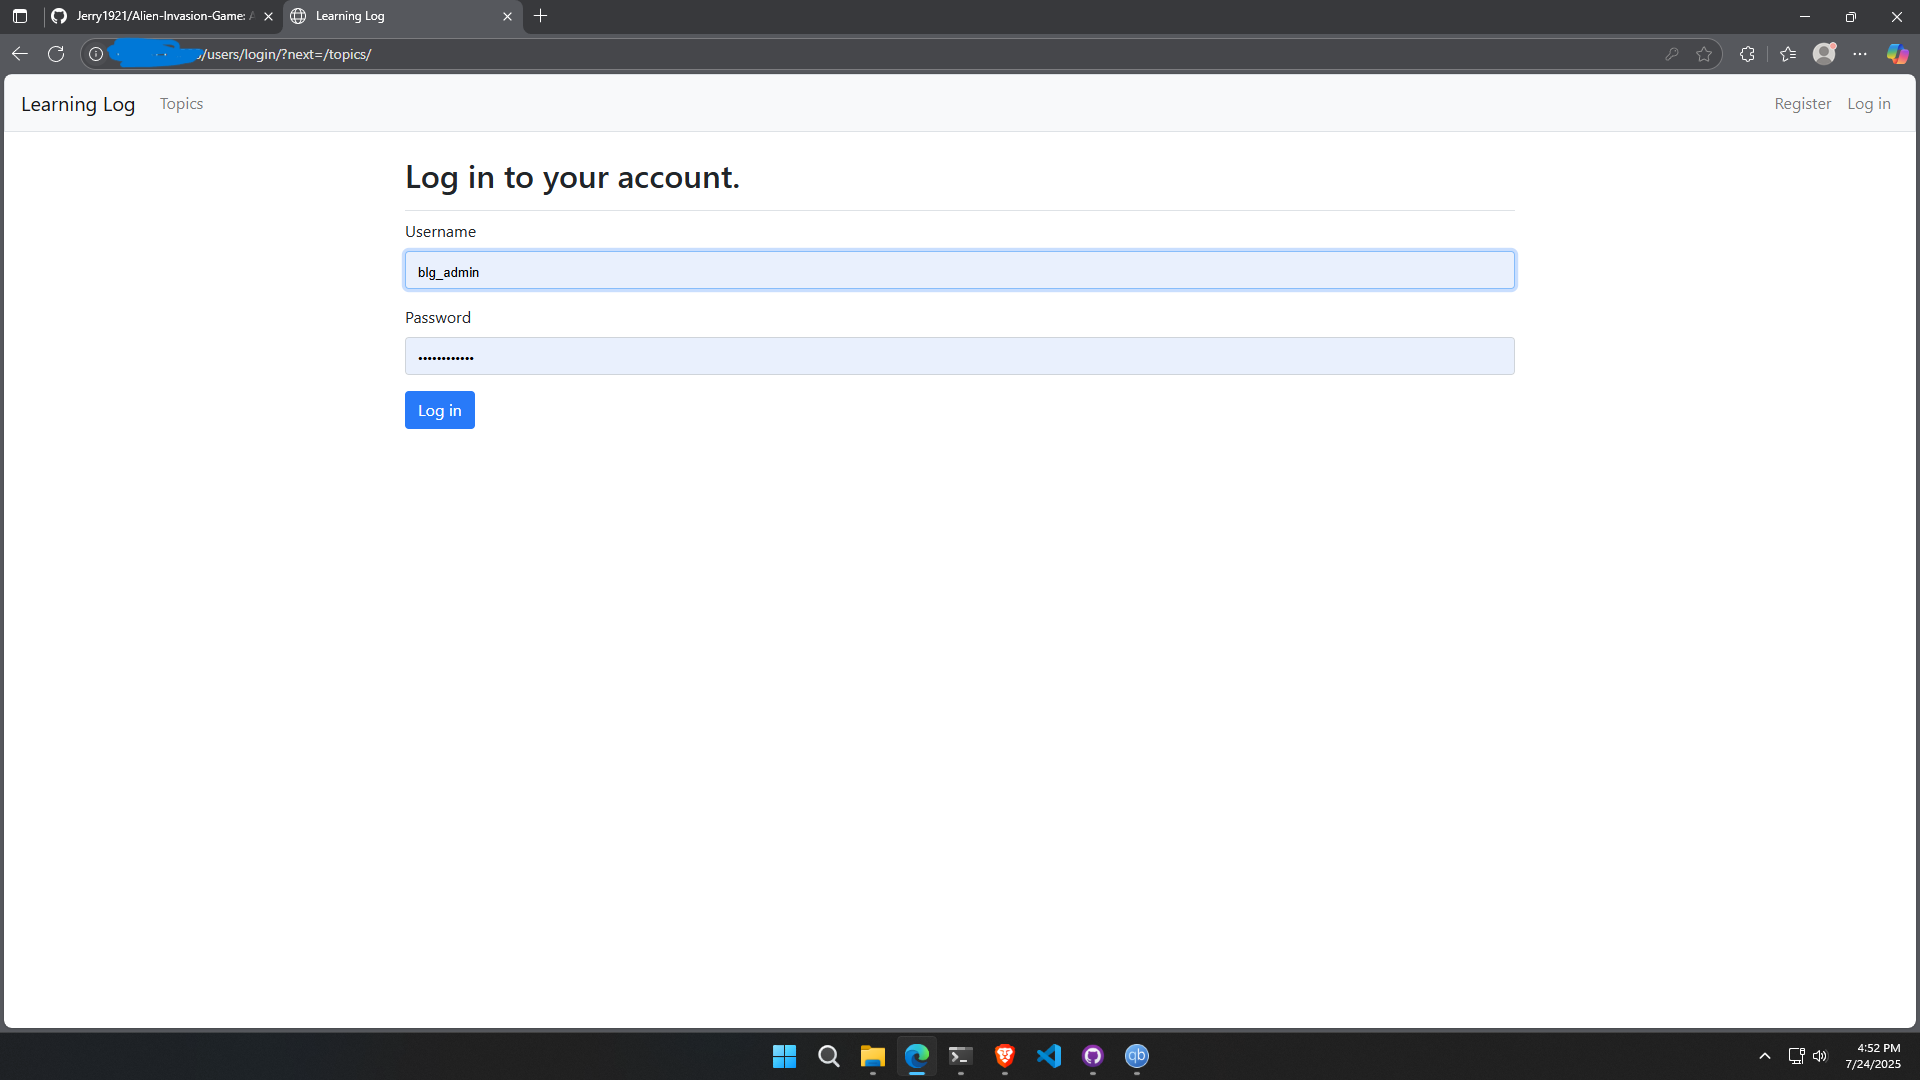 Jerry1921/Alien-Invasion-Game: A
Learning Log
/users/login/?next=/topics/
Learning Log
Topics
Register
Log in
Log in to your account.
Username
blg_admin
Password
••••••••••••
Log in
qb
4:52 PM
7/24/2025